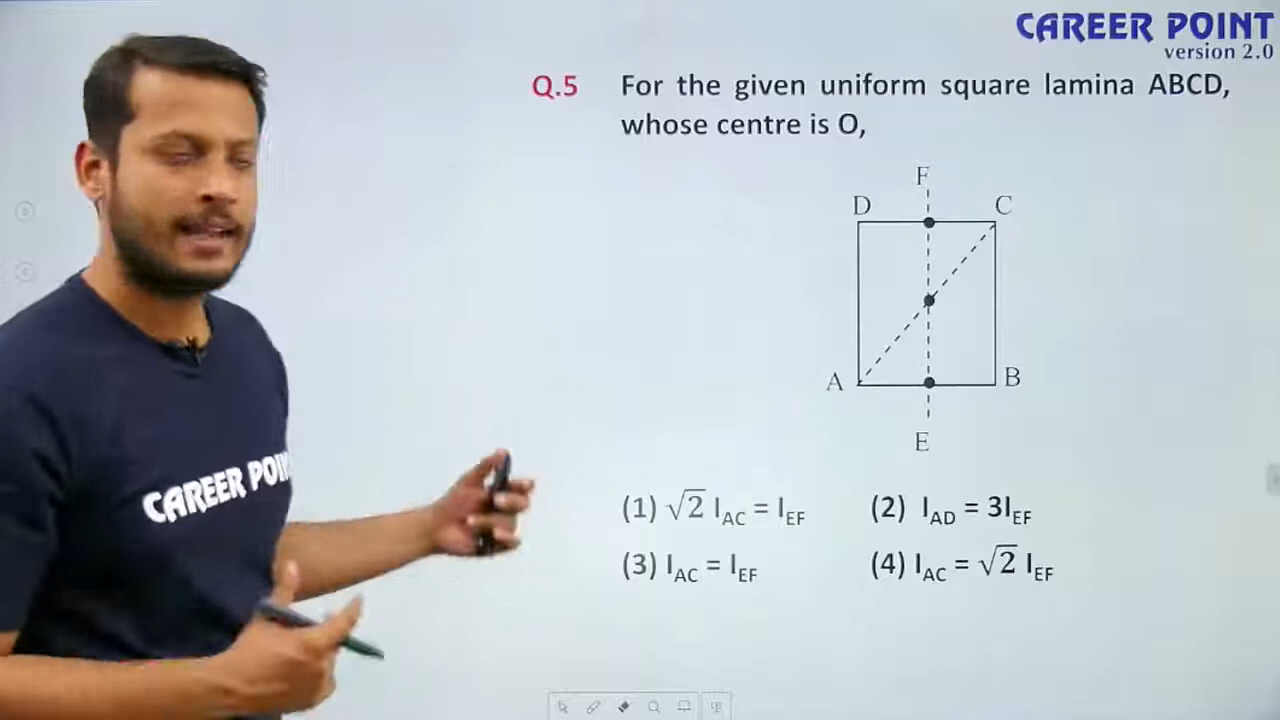 CAREER POINT
version 2.0
Q.5 For the given uniform square lamina ABCD,
whose centre is O,
F
D C
A B
E
(1) √2 I_AC = I_EF (2) I_AD = 3I_EF
(3) I_AC = I_EF (4) I_AC = √2 I_EF
CAREER POIN